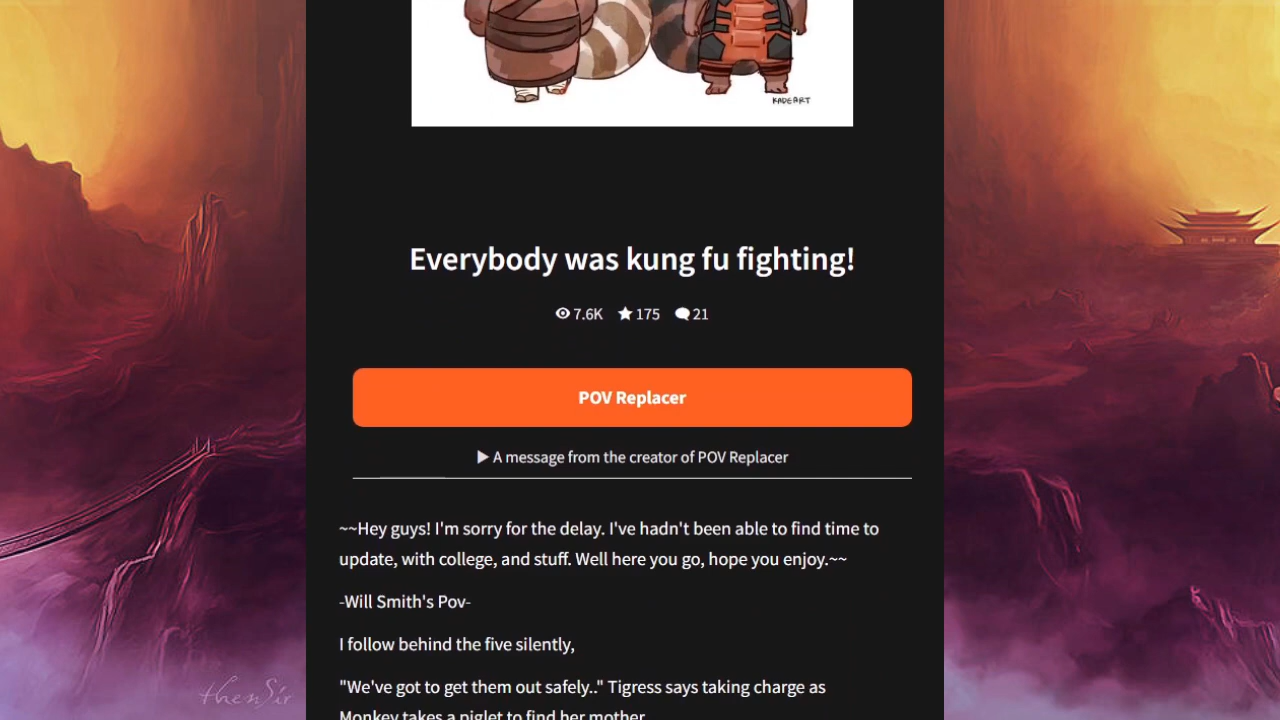 KADEART
Everybody was kung fu fighting!
7.6K 175 21
POV Replacer
▶ A message from the creator of POV Replacer
~~Hey guys! I'm sorry for the delay. I've hadn't been able to find time to
update, with college, and stuff. Well here you go, hope you enjoy.~~
-Will Smith's Pov-
I follow behind the five silently,
"We've got to get them out safely.." Tigress says taking charge as
Monkey takes a piglet to find her mother